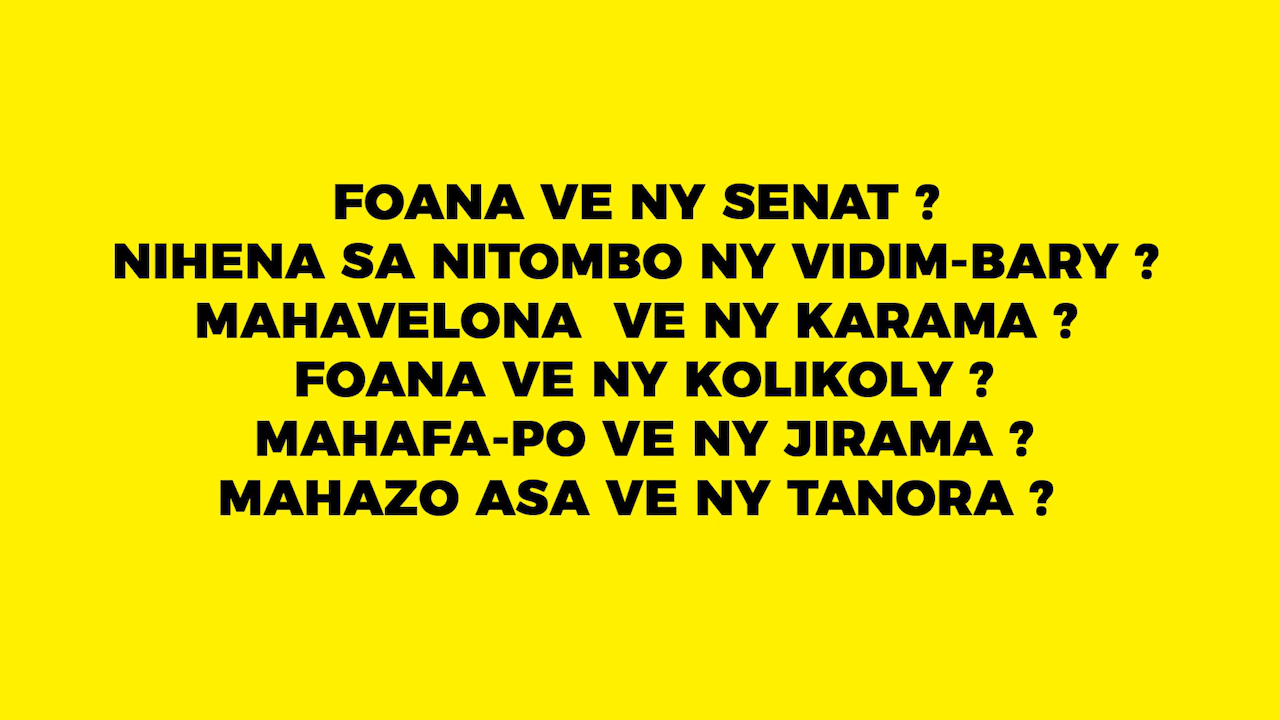 FOANA VE NY SENAT ?
NIHENA SA NITOMBO NY VIDIM-BARY ?
MAHAVELONA  VE NY KARAMA ?
FOANA VE NY KOLIKOLY ?
MAHAFA-PO VE NY JIRAMA ?
MAHAZO ASA VE NY TANORA ?